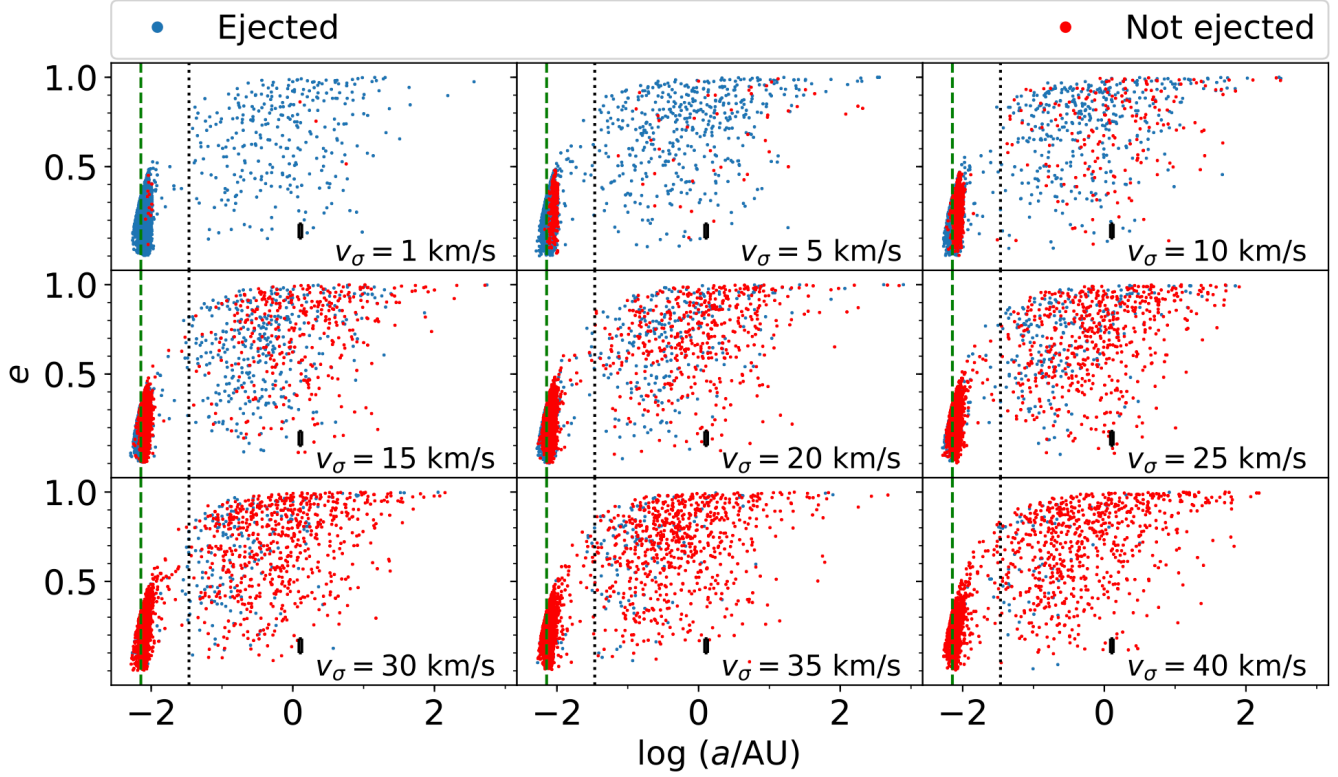 Ejected Not ejected
1.0
0.5
e
v_σ = 1 km/s v_σ = 5 km/s v_σ = 10 km/s
1.0
0.5
v_σ = 15 km/s v_σ = 20 km/s v_σ = 25 km/s
1.0
0.5
v_σ = 30 km/s v_σ = 35 km/s v_σ = 40 km/s
−2 0 2 −2 0 2 −2 0 2
log (a/AU)